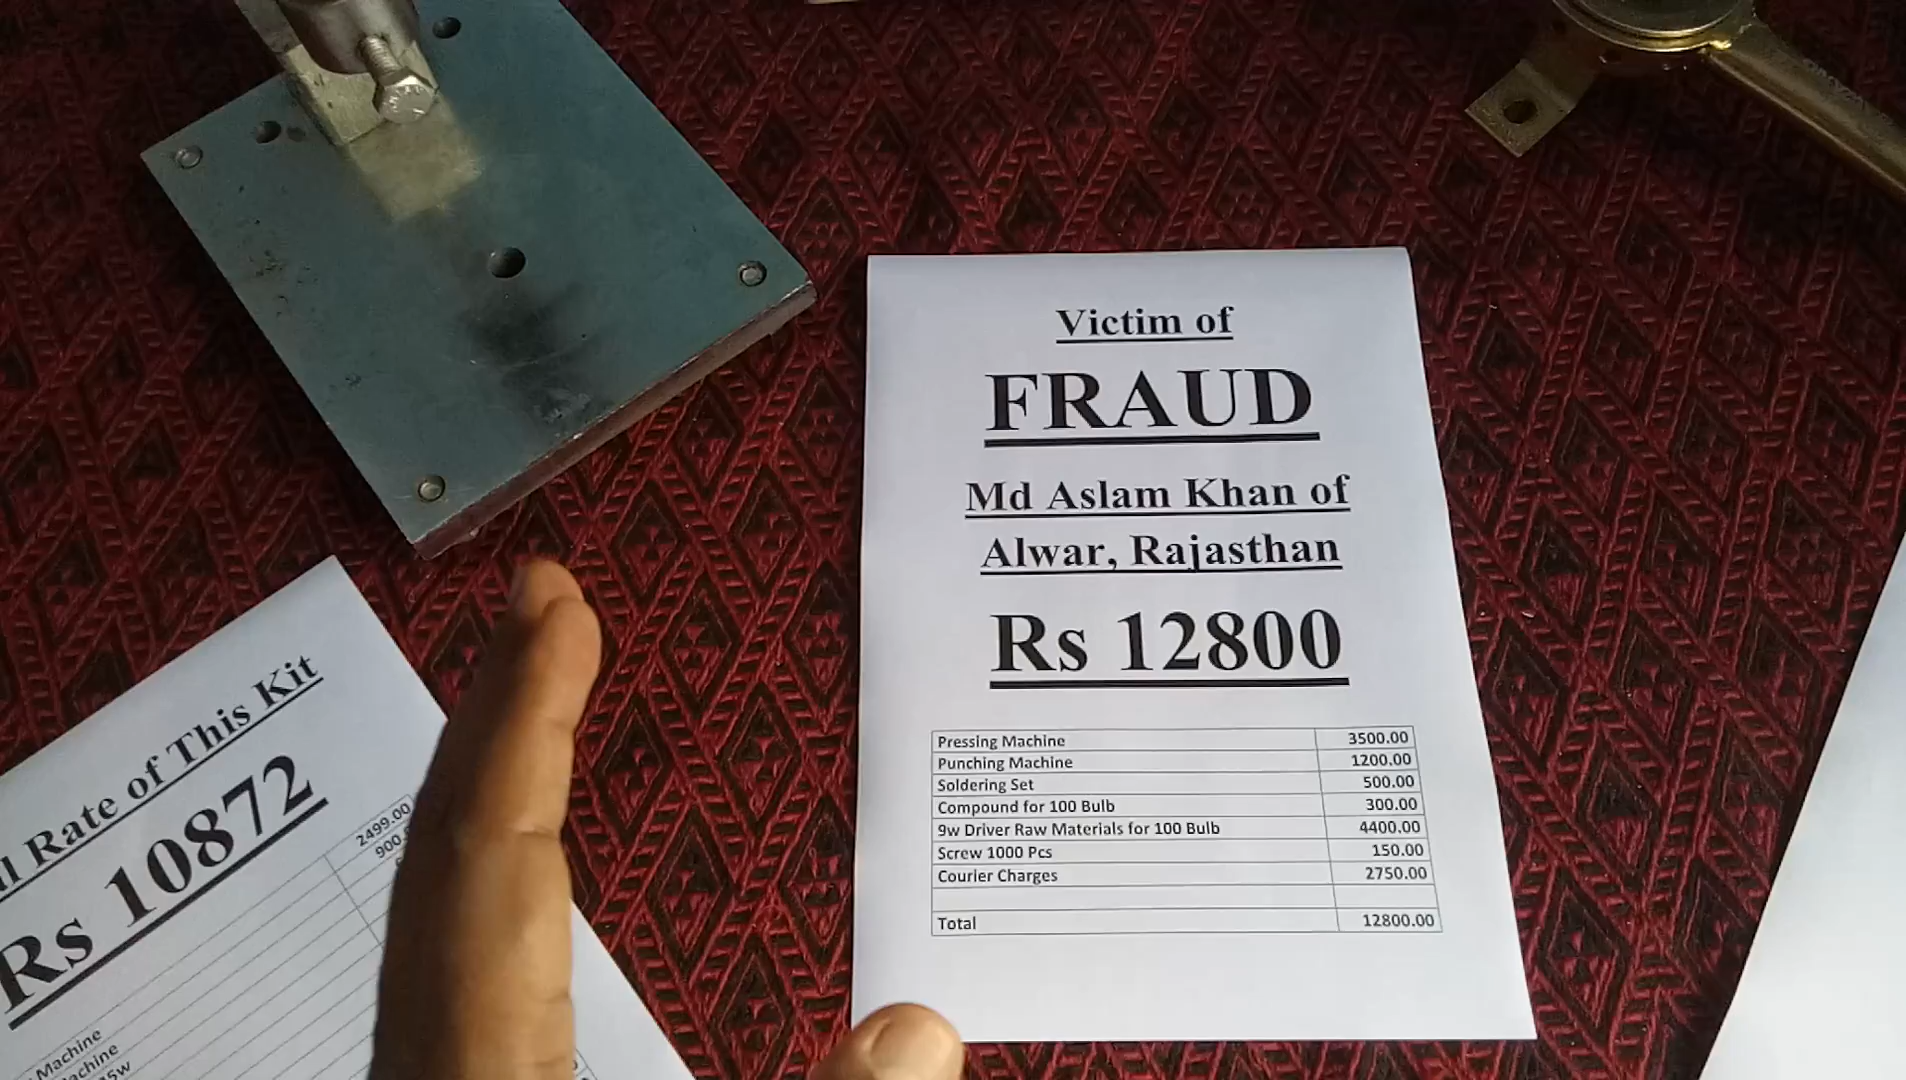 Victim of
FRAUD
Md Aslam Khan of
Alwar, Rajasthan
Rs 12800
Pressing Machine 3500.00
Punching Machine 1200.00
Soldering Set 500.00
Compound for 100 Bulb 300.00
9w Driver Raw Materials for 100 Bulb 4400.00
Screw 1000 Pcs 150.00
Courier Charges 2750.00
Total 12800.00
Rate of This Kit
Rs 10872
2499.00
900
Machine